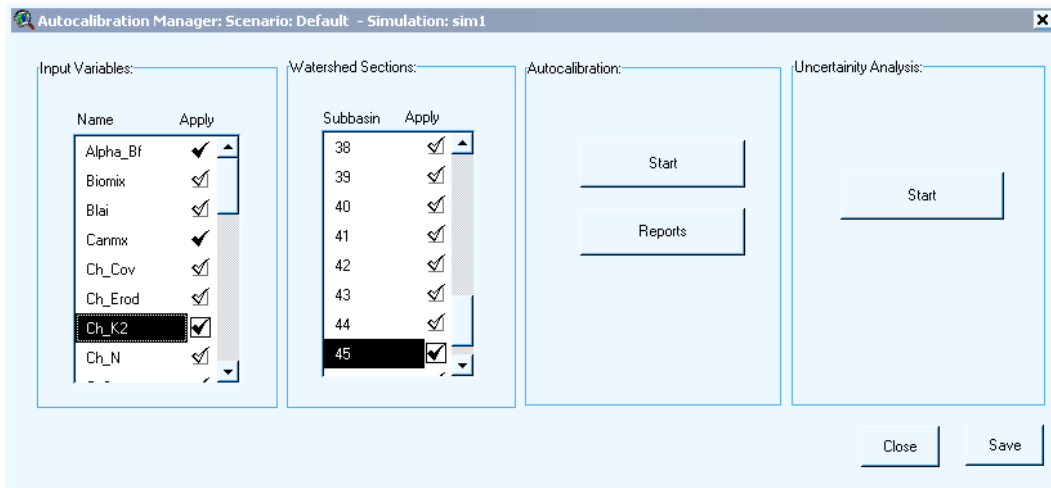 Autocalibration Manager: Scenario: Default - Simulation: sim1
Input Variables:
Name Apply
Alpha_Bf
Biomix
Blai
Canmx
Ch_Cov
Ch_Erod
Ch_K2
Ch_N
Watershed Sections:
Subbasin Apply
38
39
40
41
42
43
44
45
Autocalibration:
Start
Reports
Uncertainity Analysis:
Start
Close
Save